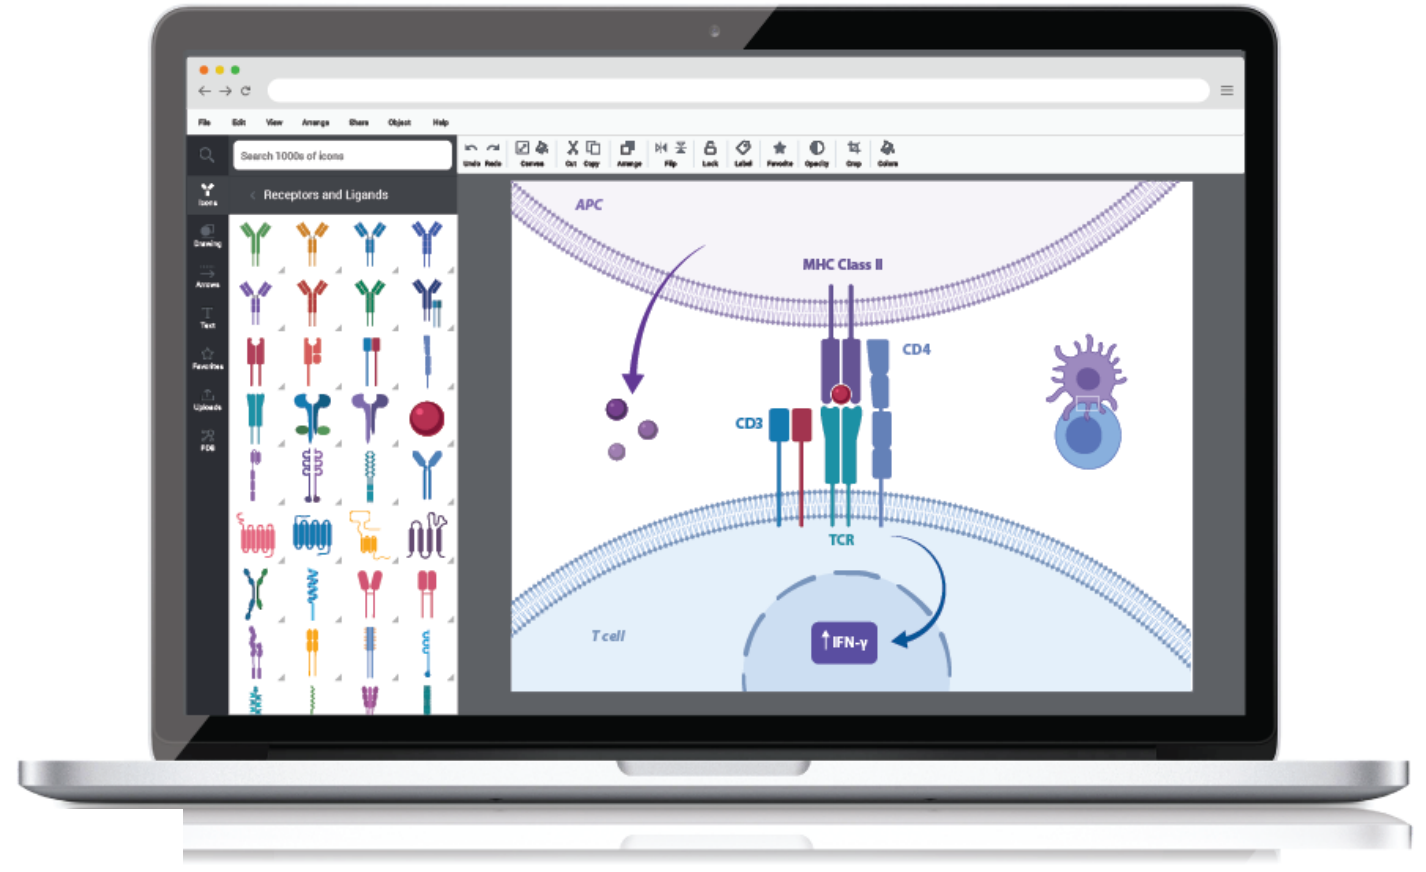 File Edit View Arrange Share Object Help
Search 1000s of icons
Undo Redo Canvas Cut Copy Arrange Flip Lock Label Favorite Opacity Crop Colors
Icons
Receptors and Ligands
Drawing
Arrows
Text
Favorites
Uploads
PDB
APC
MHC Class II
CD4
CD3
TCR
T cell
↑IFN-γ